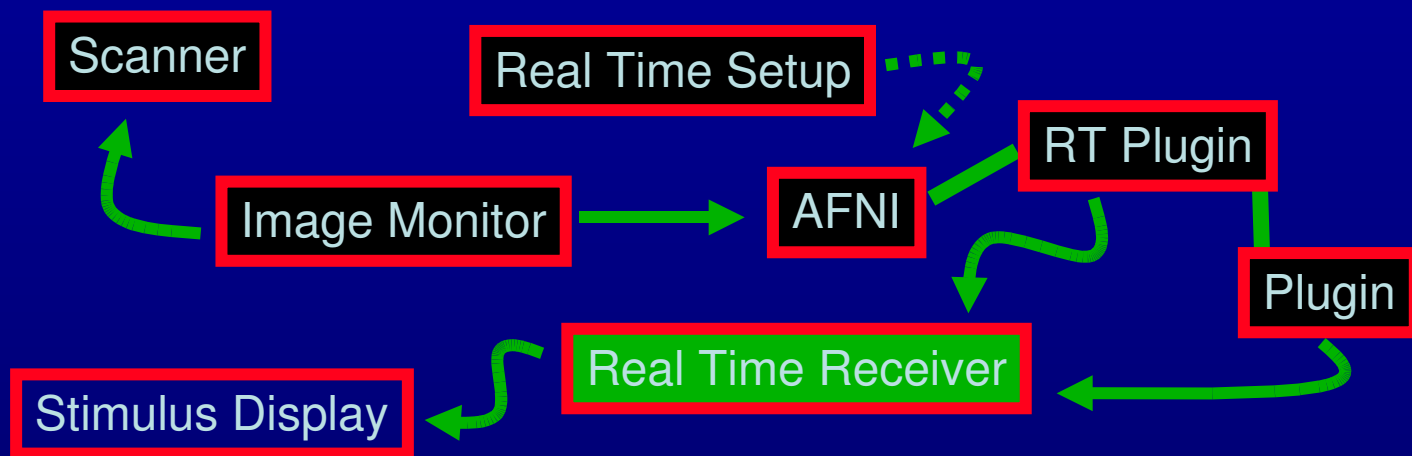 Scanner
Real Time Setup
RT Plugin
Image Monitor
AFNI
Plugin
Real Time Receiver
Stimulus Display